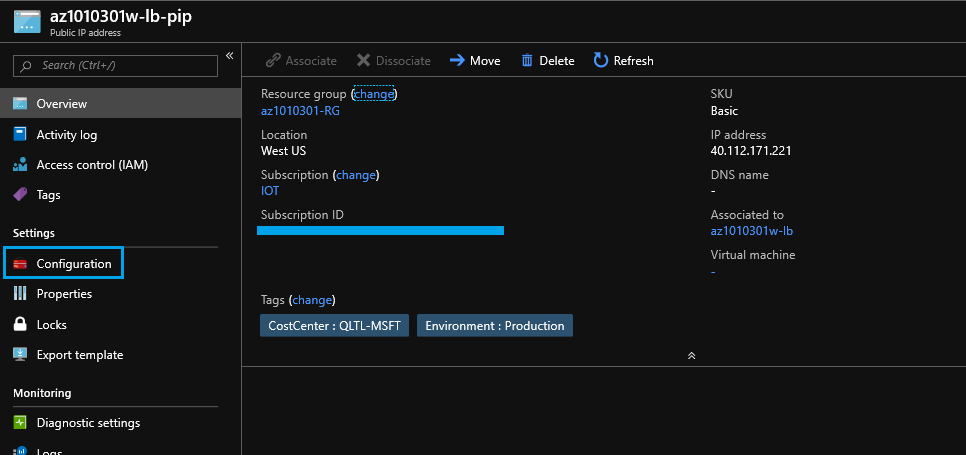 az1010301w-lb-pip
Public IP address
«
Search (Ctrl+/)
Overview
Activity log
Access control (IAM)
Tags
Settings
Configuration
Properties
Locks
Export template
Monitoring
Diagnostic settings
Logs
Associate Dissociate Move Delete Refresh
Resource group (change)
az1010301-RG
Location
West US
Subscription (change)
IOT
Subscription ID
SKU
Basic
IP address
40.112.171.221
DNS name
-
Associated to
az1010301w-lb
Virtual machine
-
Tags (change)
CostCenter : QLTL-MSFT Environment : Production